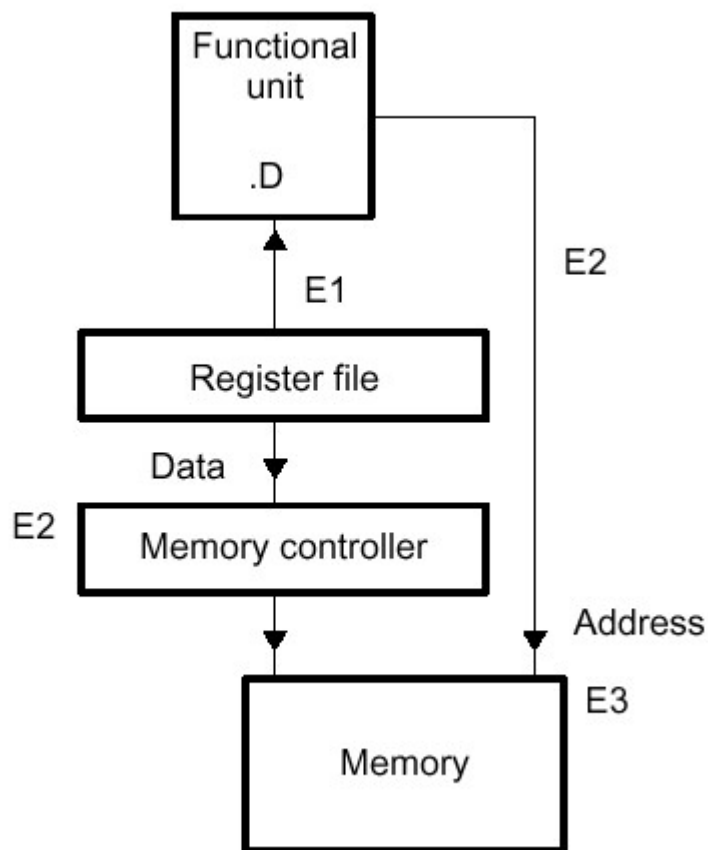 Functional
unit
.D
E2
E1
Register file
Data
E2
Memory controller
Address
E3
Memory